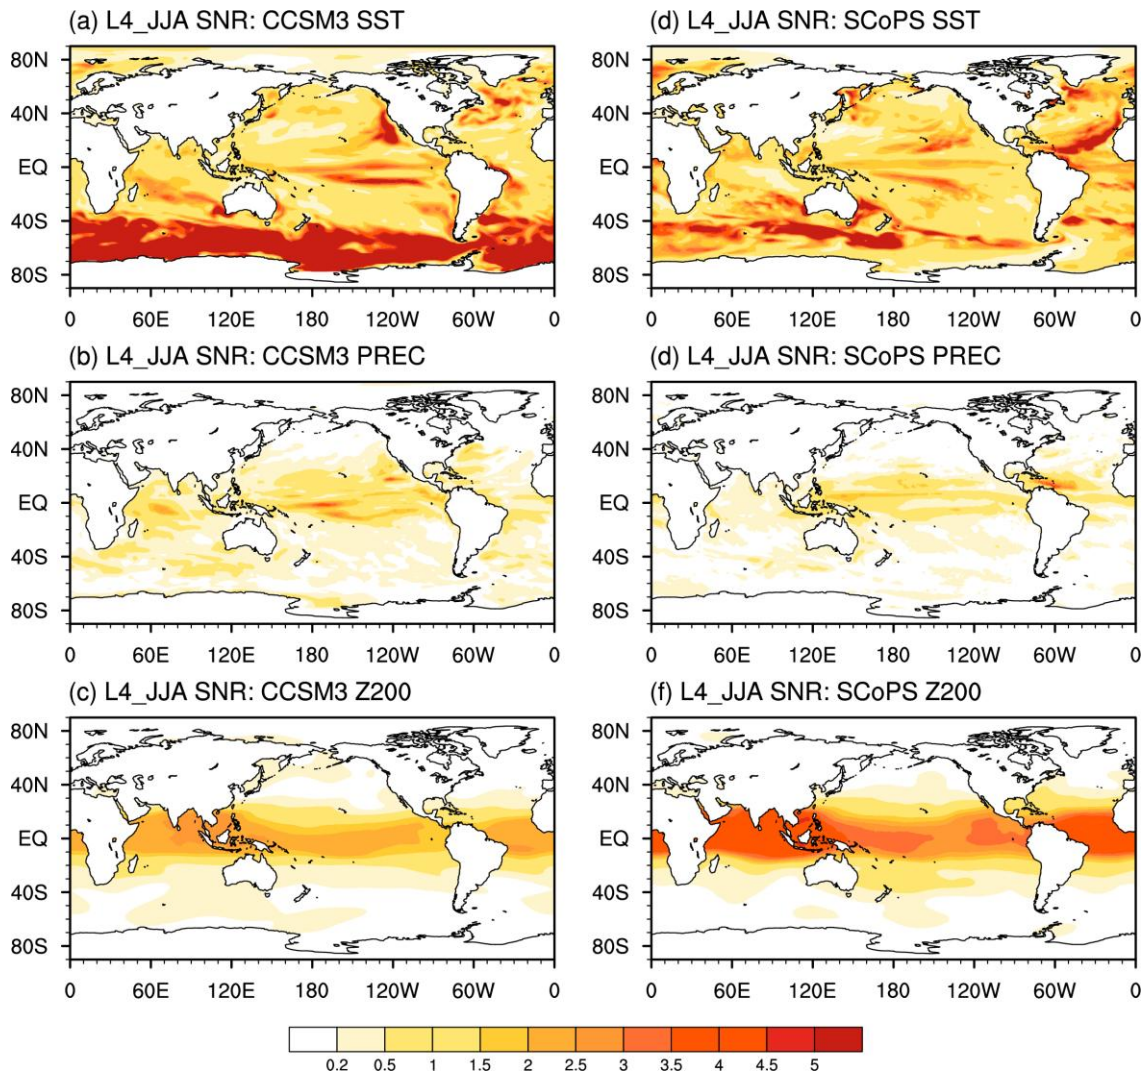 (a) L4_JJA SNR: CCSM3 SST
80N
40N
EQ
40S
80S
0 60E 120E 180 120W 60W 0
(d) L4_JJA SNR: SCoPS SST
80N
40N
EQ
40S
80S
0 60E 120E 180 120W 60W 0
(b) L4_JJA SNR: CCSM3 PREC
80N
40N
EQ
40S
80S
0 60E 120E 180 120W 60W 0
(d) L4_JJA SNR: SCoPS PREC
80N
40N
EQ
40S
80S
0 60E 120E 180 120W 60W 0
(c) L4_JJA SNR: CCSM3 Z200
80N
40N
EQ
40S
80S
0 60E 120E 180 120W 60W 0
(f) L4_JJA SNR: SCoPS Z200
80N
40N
EQ
40S
80S
0 60E 120E 180 120W 60W 0
0.2 0.5 1 1.5 2 2.5 3 3.5 4 4.5 5